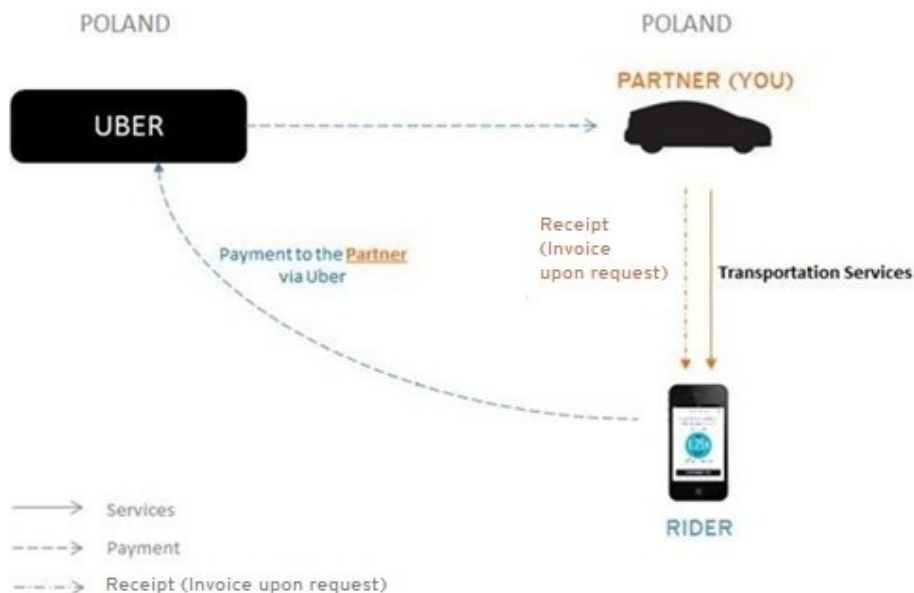 POLAND
POLAND
PARTNER (YOU)
UBER
Receipt
(Invoice
upon request)
Payment to the Partner
via Uber
Transportation Services
RIDER
Services
Payment
Receipt (Invoice upon request)